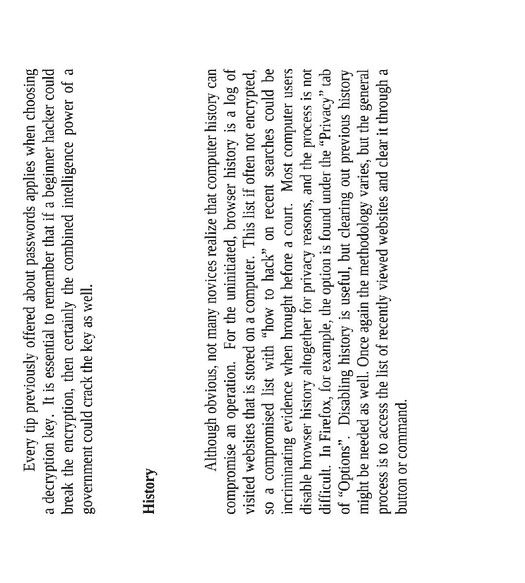 Every tip previously offered about passwords applies when choosing
a decryption key. It is essential to remember that if a beginner hacker could
break the encryption, then certainly the combined intelligence power of a
government could crack the key as well.
History
Although obvious, not many novices realize that computer history can
compromise an operation. For the uninitiated, browser history is a log of
visited websites that is stored on a computer. This list if often not encrypted,
so a compromised list with “how to hack” on recent searches could be
incriminating evidence when brought before a court. Most computer users
disable browser history altogether for privacy reasons, and the process is not
difficult. In Firefox, for example, the option is found under the “Privacy” tab
of “Options”. Disabling history is useful, but clearing out previous history
might be needed as well. Once again the methodology varies, but the general
process is to access the list of recently viewed websites and clear it through a
button or command.